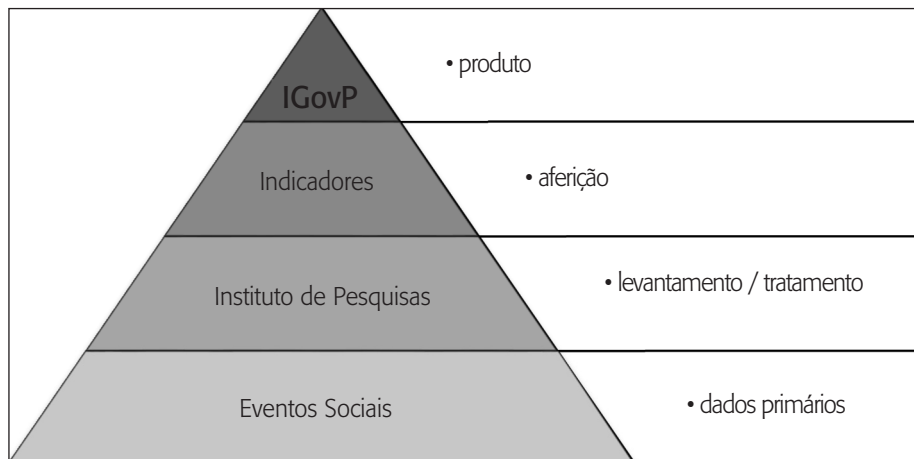 IGovP
• produto
Indicadores
• aferição
Instituto de Pesquisas
• levantamento / tratamento
Eventos Sociais
• dados primários